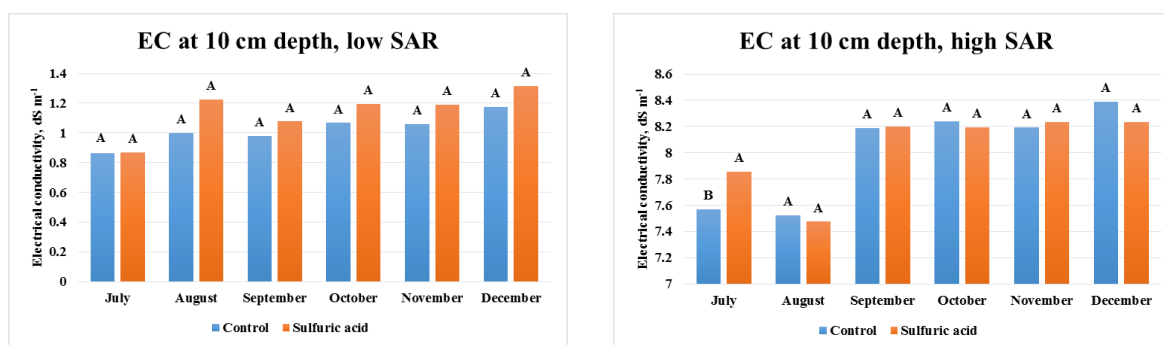 EC at 10 cm depth, low SAR
Electrical conductivity, dS m⁻¹
1.4
1.2
1
0.8
0.6
0.4
0.2
0
A A A A A A A A A A A A
July August September October November December
Control Sulfuric acid
EC at 10 cm depth, high SAR
Electrical conductivity, dS m⁻¹
8.6
8.4
8.2
8
7.8
7.6
7.4
7.2
7
B A A A A A A A A A A A
July August September October November December
Control Sulfuric acid